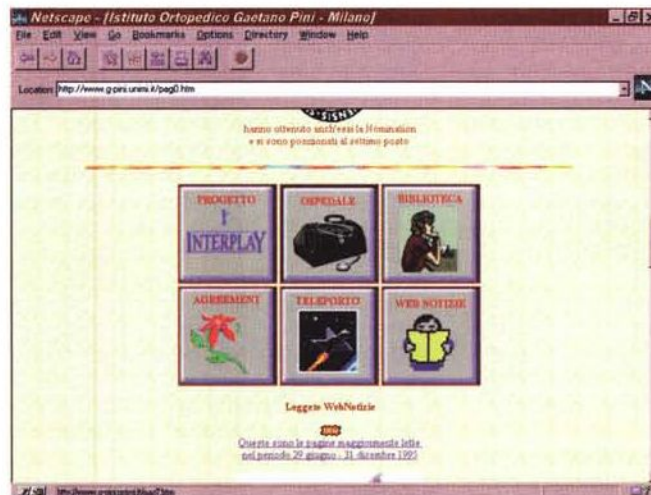 Netscape - [Istituto Ortopedico Gaetano Pini - Milano]
File Edit View Go Bookmarks Options Directory Window Help
Location: http://www.g-pini.unimi.it/pag0.htm
hanno ottenuto anch'essi la Nomination
e si sono posizionati al settimo posto
PROGETTO
INTERPLAY
OSPEDALE
BIBLIOTECA
AGREEMENT
TELEPORTO
WEB NOTIZIE
Leggete WebNotizie
Queste sono le pagine maggiormente lette
nel periodo 29 giugno - 31 dicembre 1995